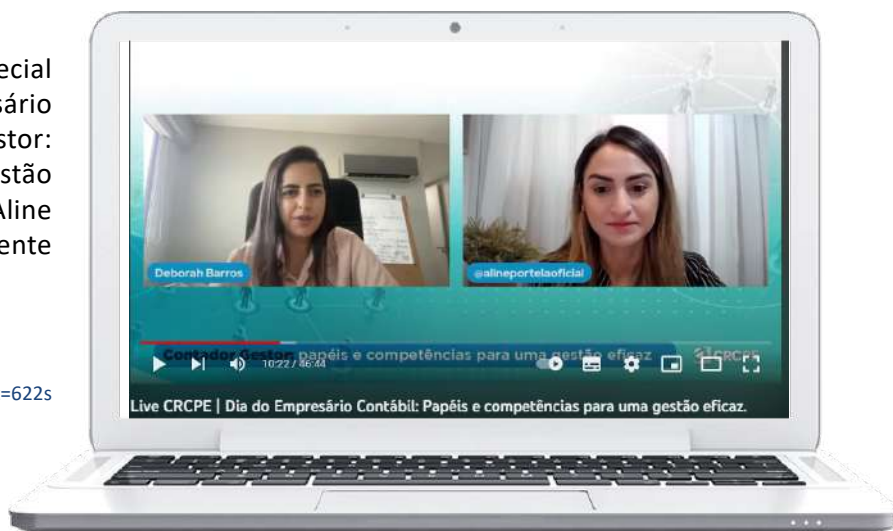 ecial
sário
stor:
stão
Aline
ente
=622s
Deborah Barros
@alineportelaoficial
Contador Gestor: papéis e competências para uma gestão eficaz
CRCPE
10:22 / 46:44
Live CRCPE | Dia do Empresário Contábil: Papéis e competências para uma gestão eficaz.